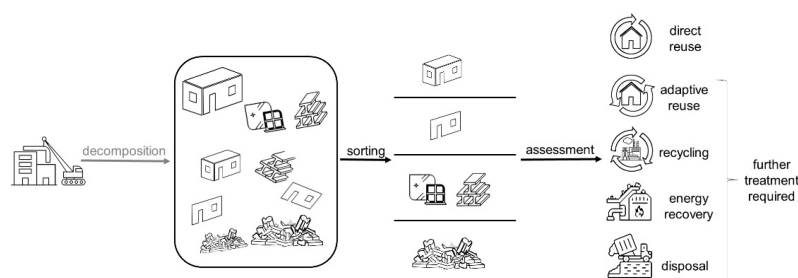 decomposition
sorting
assessment
direct
reuse
adaptive
reuse
recycling
energy
recovery
disposal
further
treatment
required